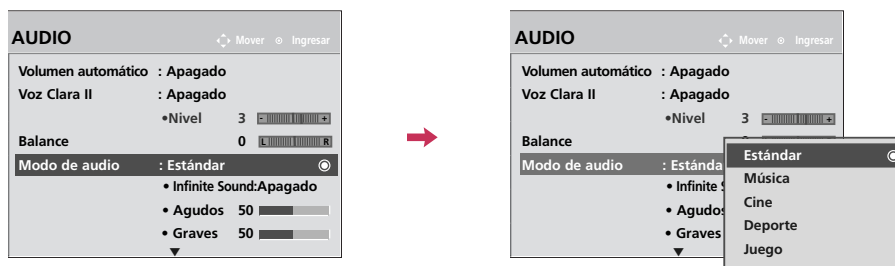 AUDIO
Mover Ingresar
Volumen automático : Apagado
Voz Clara II : Apagado
•Nivel 3 - +
Balance 0 L R
Modo de audio : Estándar
• Infinite Sound:Apagado
• Agudos 50
• Graves 50
▼
AUDIO
Mover Ingresar
Volumen automático : Apagado
Voz Clara II : Apagado
•Nivel 3 - +
Balance
Modo de audio : Estánda
• Infinite
• Agudos
• Graves
▼
Estándar
Música
Cine
Deporte
Juego